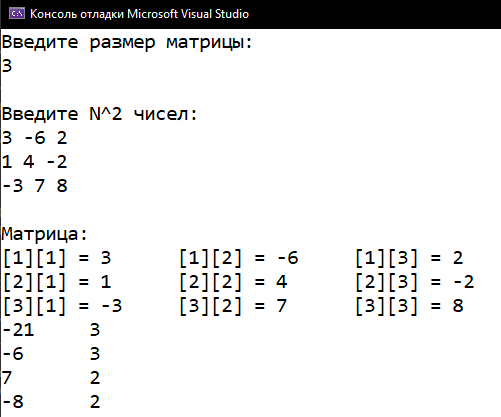 Консоль отладки Microsoft Visual Studio
Введите размер матрицы:
3
Введите N^2 чисел:
3 -6 2
1 4 -2
-3 7 8
Матрица:
[1][1] = 3 [1][2] = -6 [1][3] = 2
[2][1] = 1 [2][2] = 4 [2][3] = -2
[3][1] = -3 [3][2] = 7 [3][3] = 8
-21 3
-6 3
7 2
-8 2